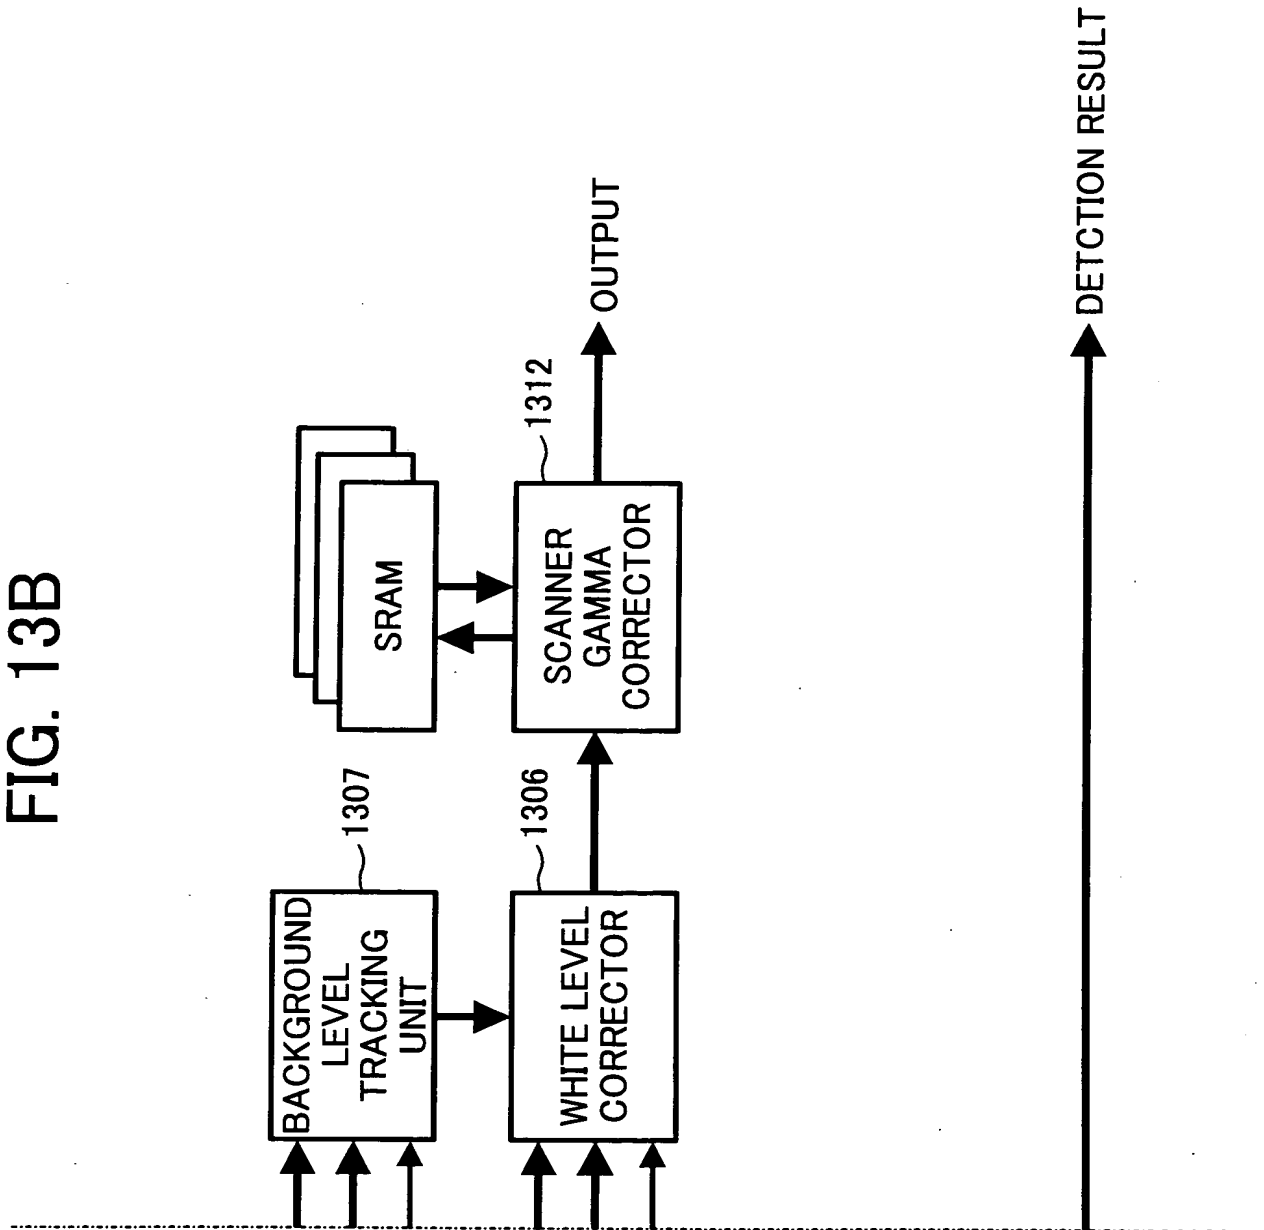 FIG. 13B
BACKGROUND
LEVEL
TRACKING
UNIT
1307
WHITE LEVEL
CORRECTOR
1306
SRAM
SCANNER
GAMMA
CORRECTOR
1312
OUTPUT
DETCTION RESULT